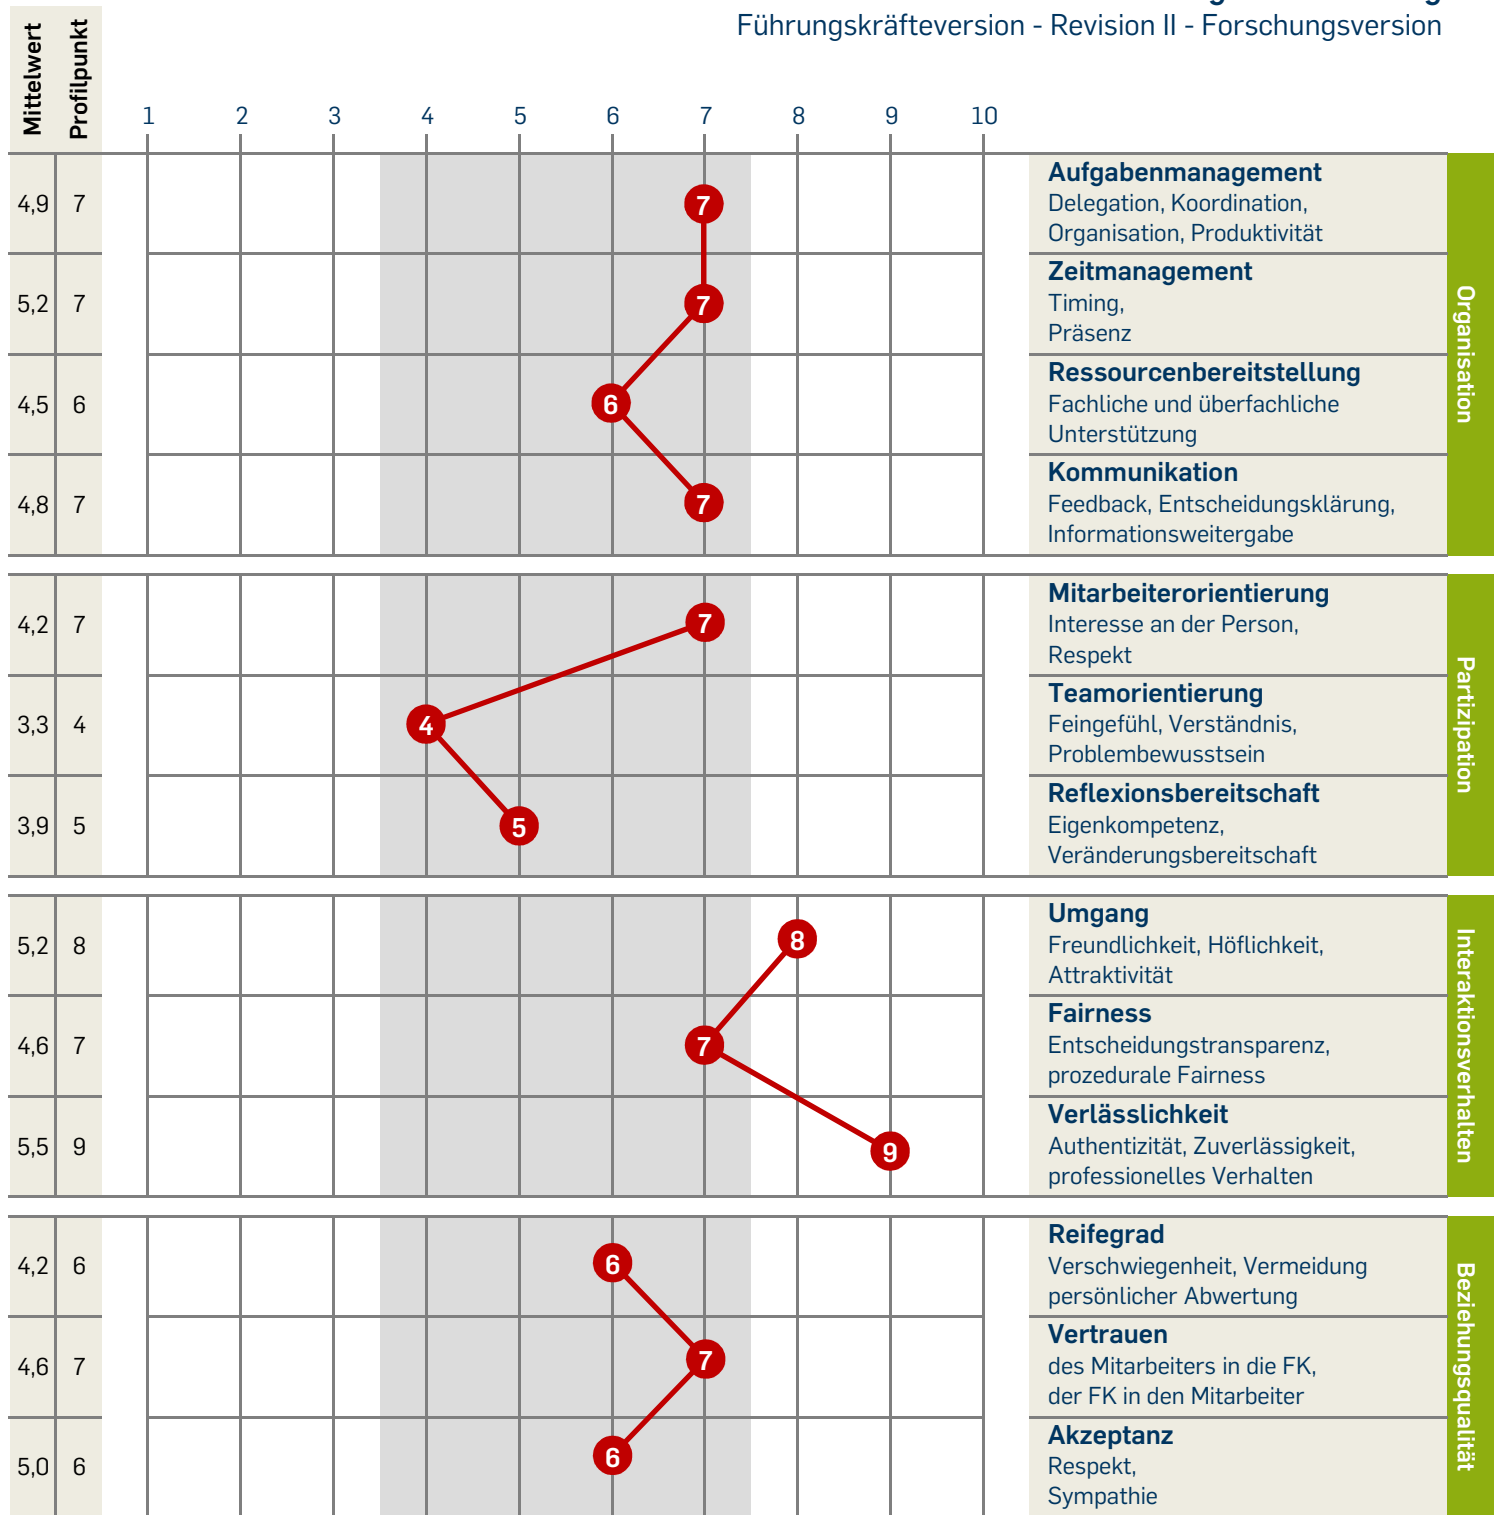 Führungskräfteversion - Revision II - Forschungsversion
Mittelwert
Profilpunkt
1 2 3 4 5 6 7 8 9 10
4,9 7 7
Aufgabenmanagement
Delegation, Koordination,
Organisation, Produktivität
5,2 7 7
Zeitmanagement
Timing,
Präsenz
4,5 6 6
Ressourcenbereitstellung
Fachliche und überfachliche
Unterstützung
4,8 7 7
Kommunikation
Feedback, Entscheidungsklärung,
Informationsweitergabe
Organisation
4,2 7 7
Mitarbeiterorientierung
Interesse an der Person,
Respekt
3,3 4 4
Teamorientierung
Feingefühl, Verständnis,
Problembewusstsein
3,9 5 5
Reflexionsbereitschaft
Eigenkompetenz,
Veränderungsbereitschaft
Partizipation
5,2 8 8
Umgang
Freundlichkeit, Höflichkeit,
Attraktivität
4,6 7 7
Fairness
Entscheidungstransparenz,
prozedurale Fairness
5,5 9 9
Verlässlichkeit
Authentizität, Zuverlässigkeit,
professionelles Verhalten
Interaktionsverhalten
4,2 6 6
Reifegrad
Verschwiegenheit, Vermeidung
persönlicher Abwertung
4,6 7 7
Vertrauen
des Mitarbeiters in die FK,
der FK in den Mitarbeiter
5,0 6 6
Akzeptanz
Respekt,
Sympathie
Beziehungsqualität